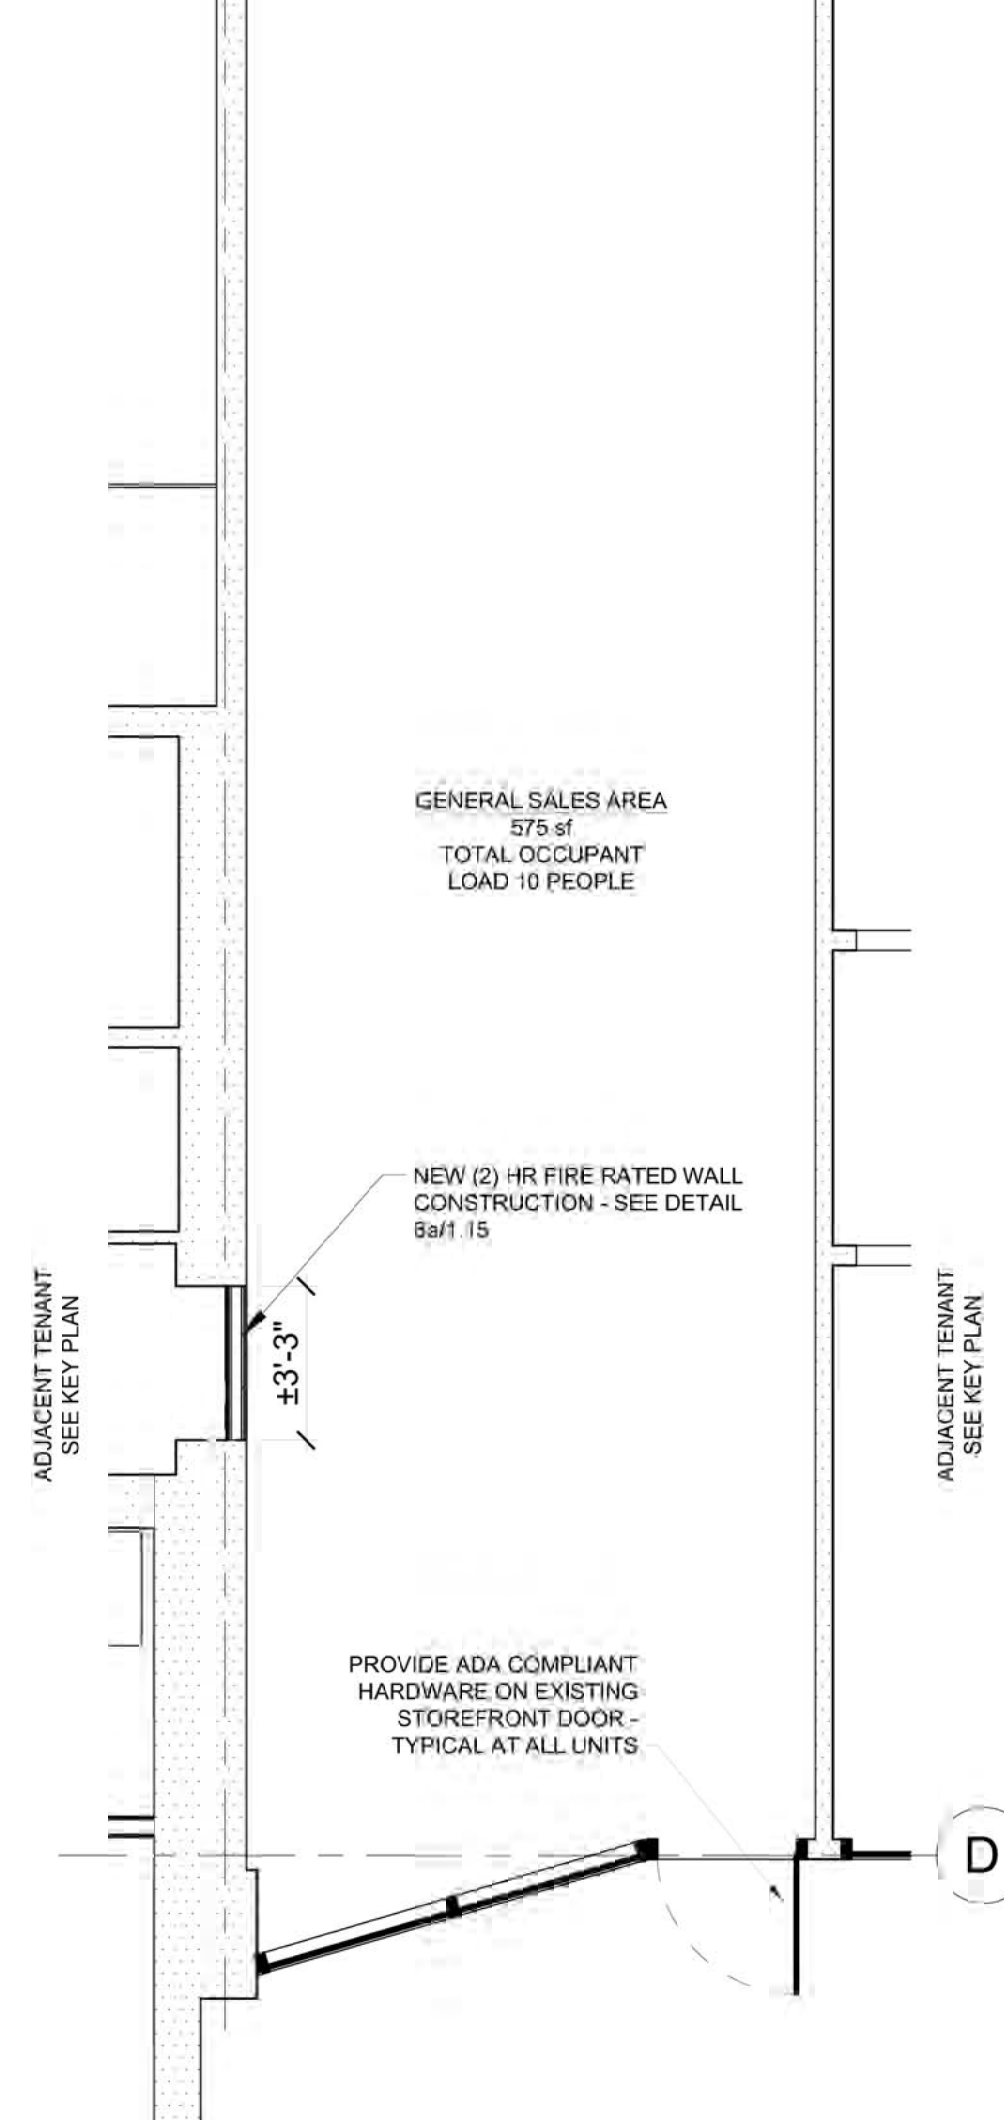 GENERAL SALES AREA
575 sf
TOTAL OCCUPANT
LOAD 10 PEOPLE
NEW (2) HR FIRE RATED WALL
CONSTRUCTION - SEE DETAIL
ADJACENT TENANT
SEE KEY PLAN
±3'-3"
ADJACENT TENANT
SEE KEY PLAN
PROVIDE ADA COMPLIANT
HARDWARE ON EXISTING
STOREFRONT DOOR -
TYPICAL AT ALL UNITS
D